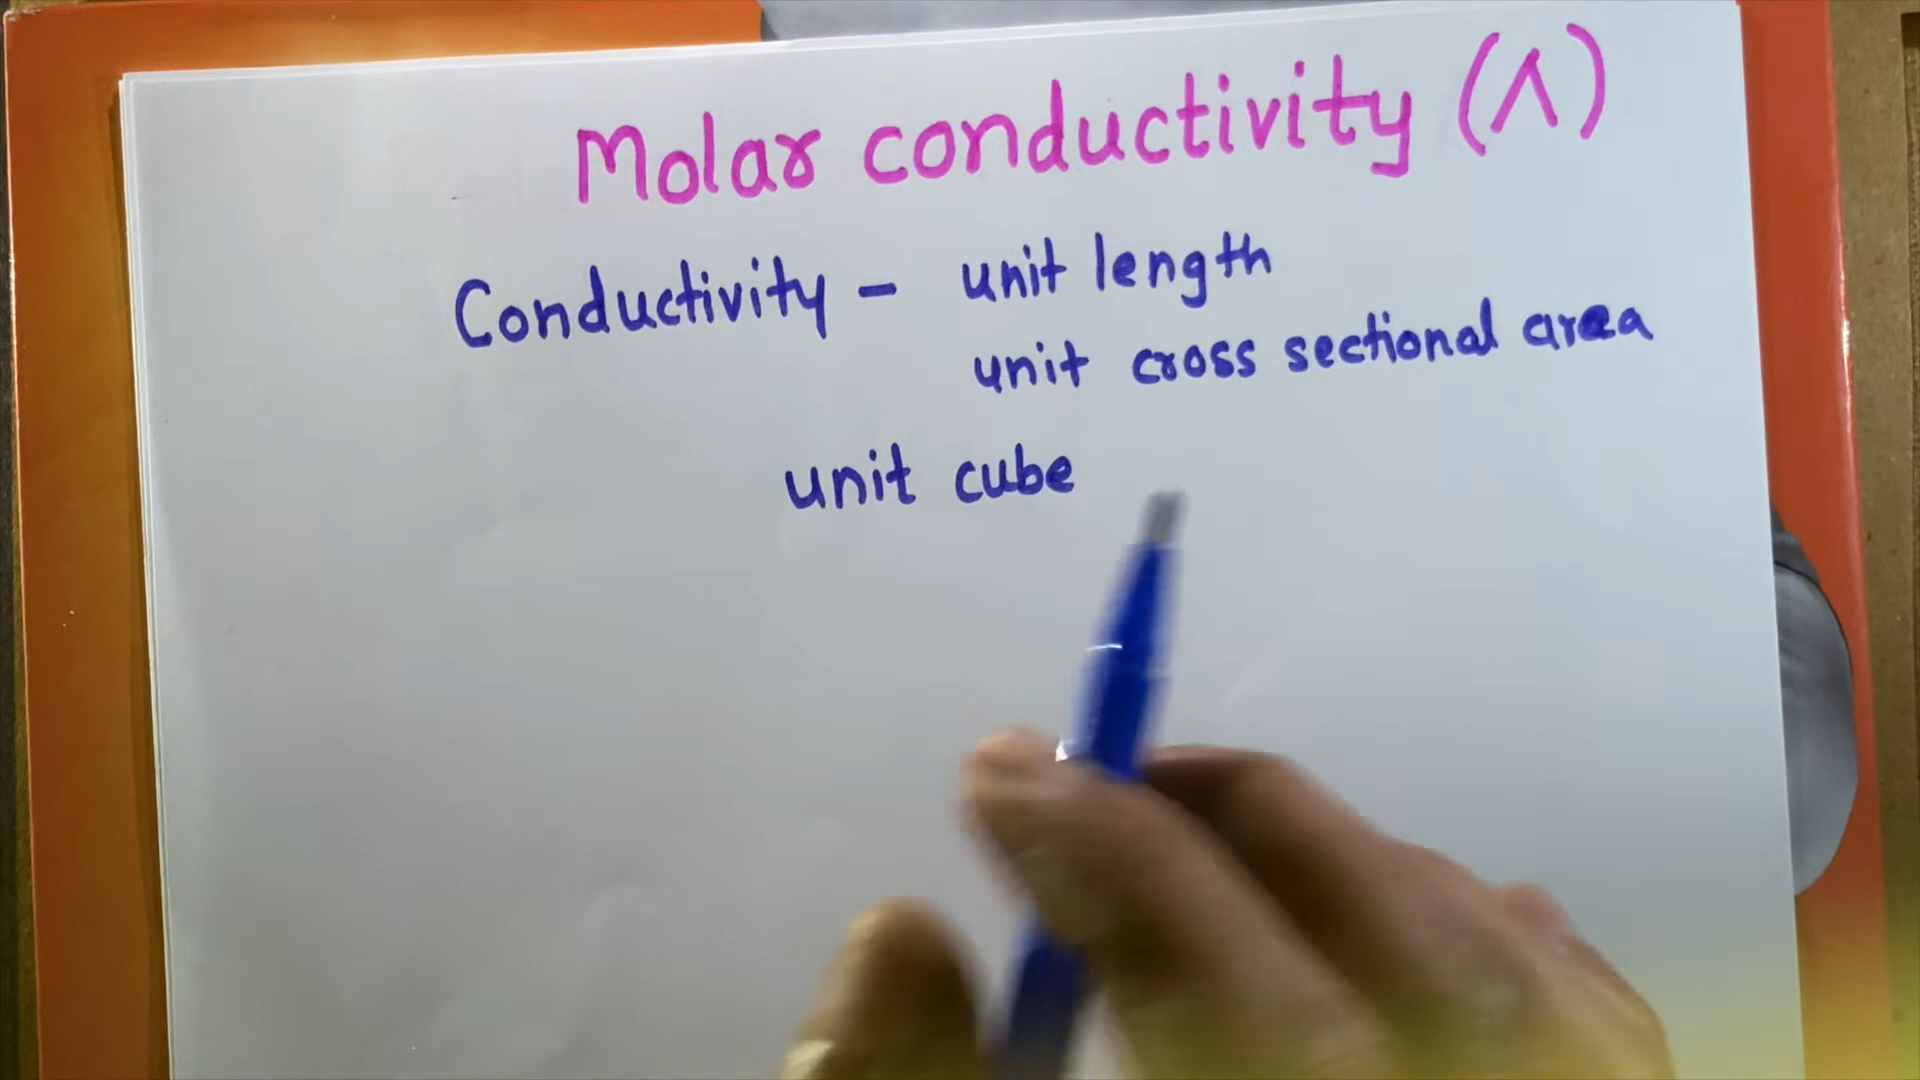 Molar conductivity (Λ)
Conductivity - unit length
unit cross sectional area
unit cube